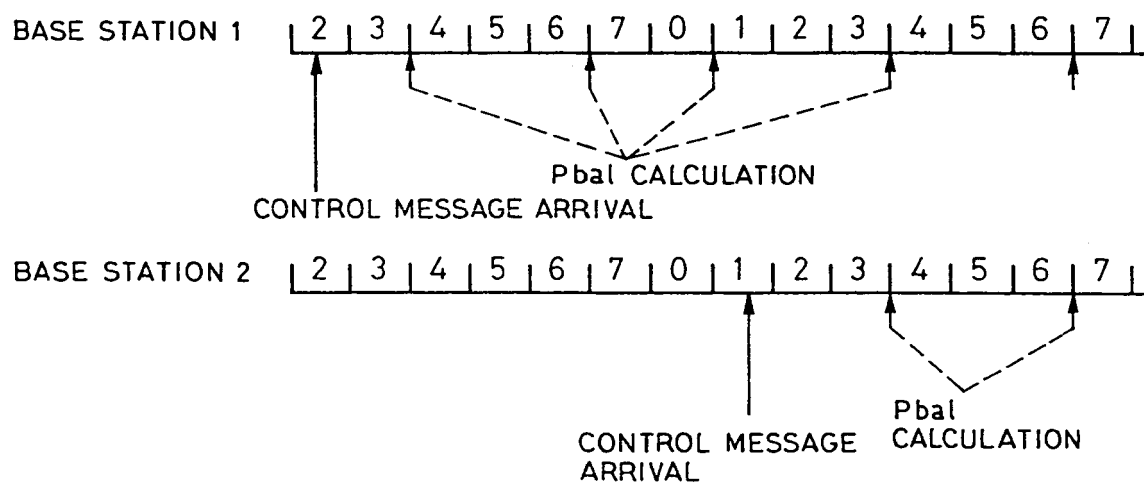 BASE STATION 1 2 3 4 5 6 7 0 1 2 3 4 5 6 7
Pbal CALCULATION
CONTROL MESSAGE ARRIVAL
BASE STATION 2 2 3 4 5 6 7 0 1 2 3 4 5 6 7
Pbal
CALCULATION
CONTROL MESSAGE
ARRIVAL